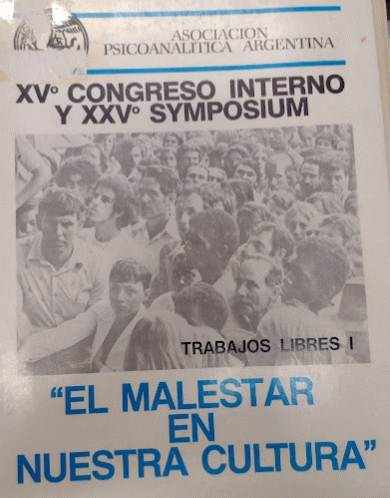 ASOCIACION
PSICOANALITICA ARGENTINA
XVº CONGRESO INTERNO
Y XXVº SYMPOSIUM
TRABAJOS LIBRES I
“EL MALESTAR
EN
NUESTRA CULTURA”